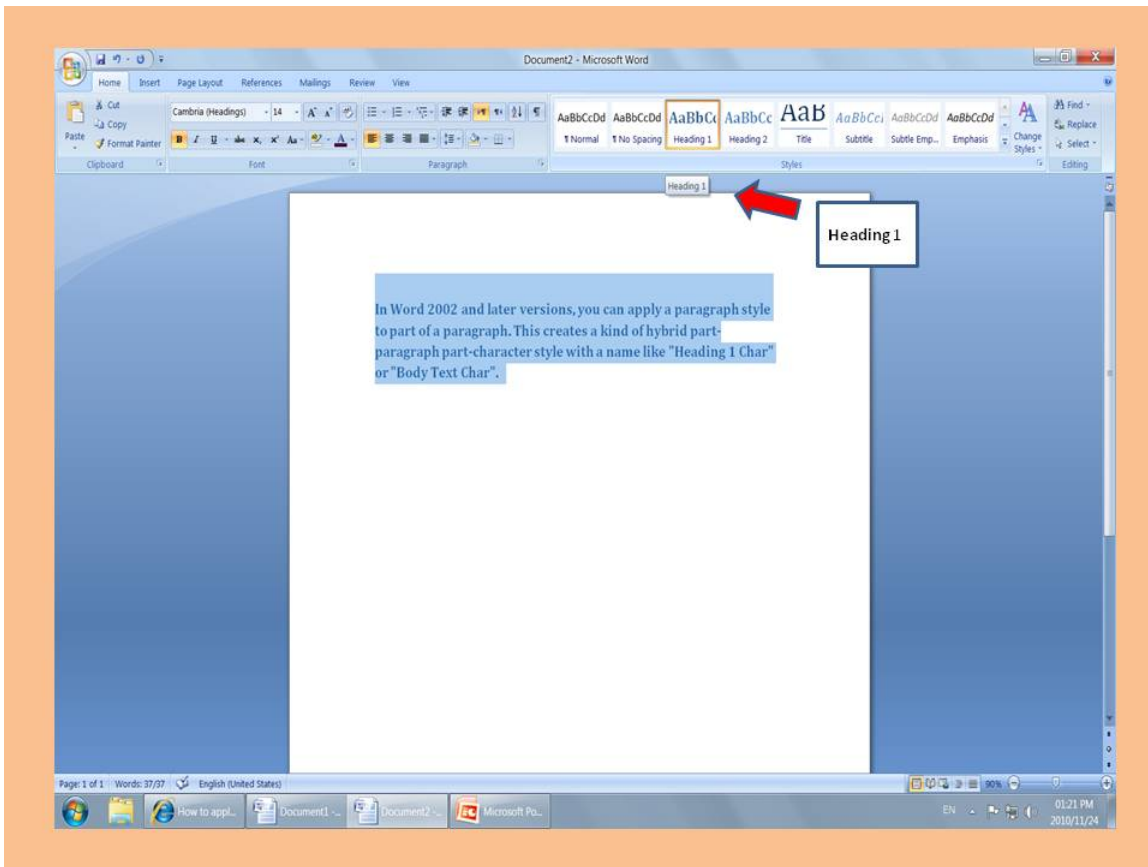 Document2 - Microsoft Word
Home Insert Page Layout References Mailings Review View
Cut
Copy
Format Painter
Paste
Clipboard
Cambria (Headings) 14
Font
Paragraph
AaBbCcDd AaBbCcDd AaBbCc AaBbCc AaB AaBbCci AaBbCcDd AaBbCcDd
¶ Normal ¶ No Spacing Heading 1 Heading 2 Title Subtitle Subtle Emp... Emphasis
Change Styles
Styles
Find
Replace
Select
Editing
Heading 1
Heading 1
In Word 2002 and later versions, you can apply a paragraph style
to part of a paragraph. This creates a kind of hybrid part-
paragraph part-character style with a name like "Heading 1 Char"
or "Body Text Char".
Page: 1 of 1 Words: 37/37 English (United States) 90%
How to appl... Document1 -... Document2 -... Microsoft Po... EN 01:21 PM
2010/11/24